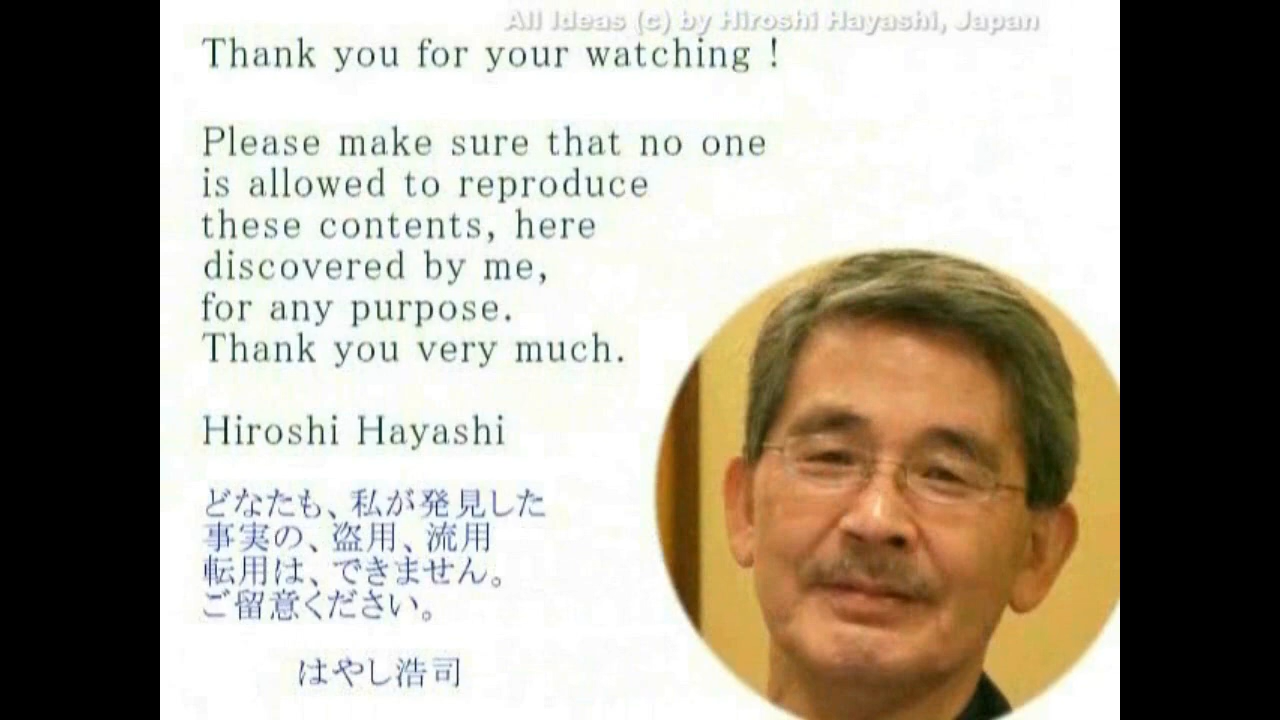 All Ideas (c) by Hiroshi Hayashi, Japan
Thank you for your watching !
Please make sure that no one
is allowed to reproduce
these contents, here
discovered by me,
for any purpose.
Thank you very much.
Hiroshi Hayashi
どなたも、私が発見した
事実の、盗用、流用
転用は、できません。
ご留意ください。
はやし浩司